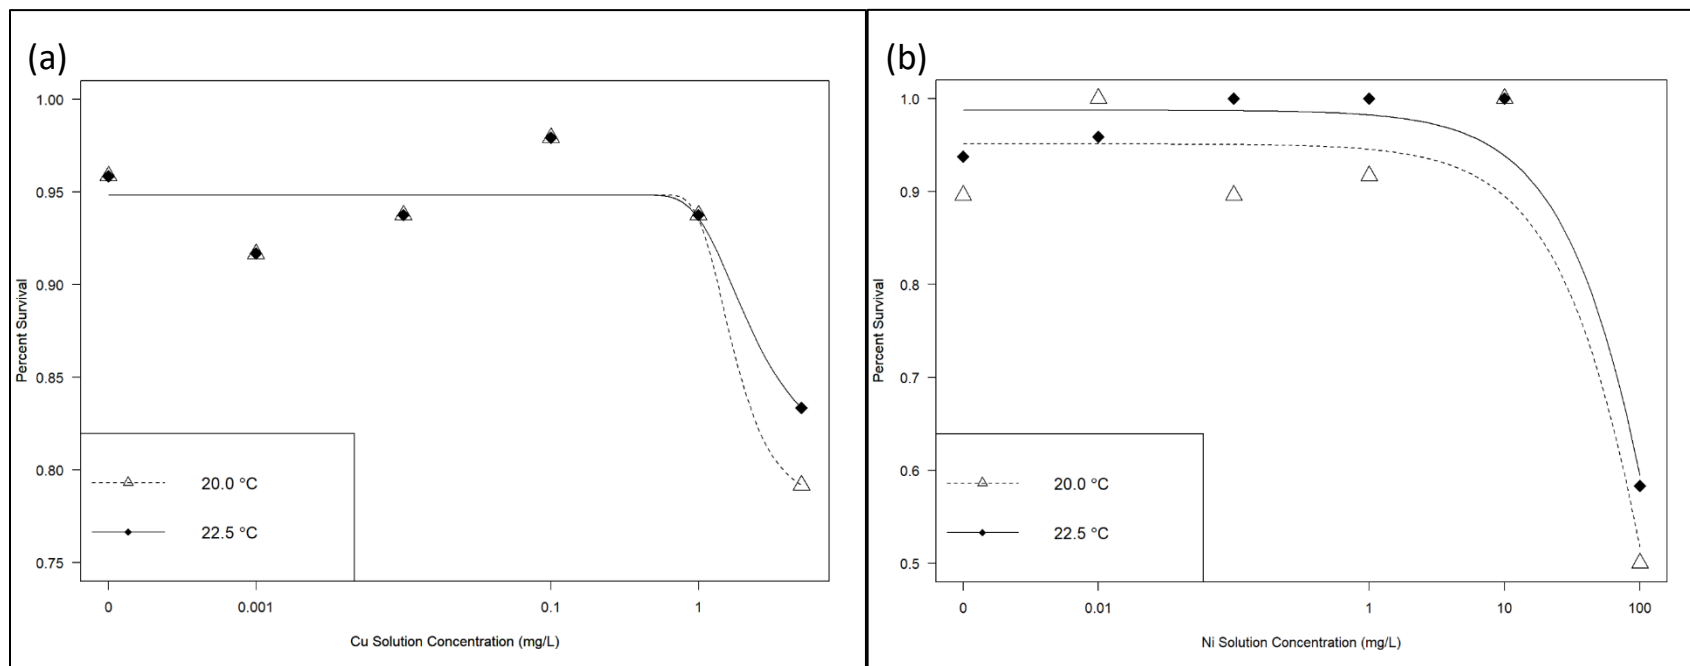 (a)
1.00
0.95
0.90
0.85
0.80
0.75
Percent Survival
20.0 °C
22.5 °C
0 0.001 0.1 1
Cu Solution Concentration (mg/L)
(b)
1.0
0.9
0.8
0.7
0.6
0.5
Percent Survival
20.0 °C
22.5 °C
0 0.01 1 10 100
Ni Solution Concentration (mg/L)